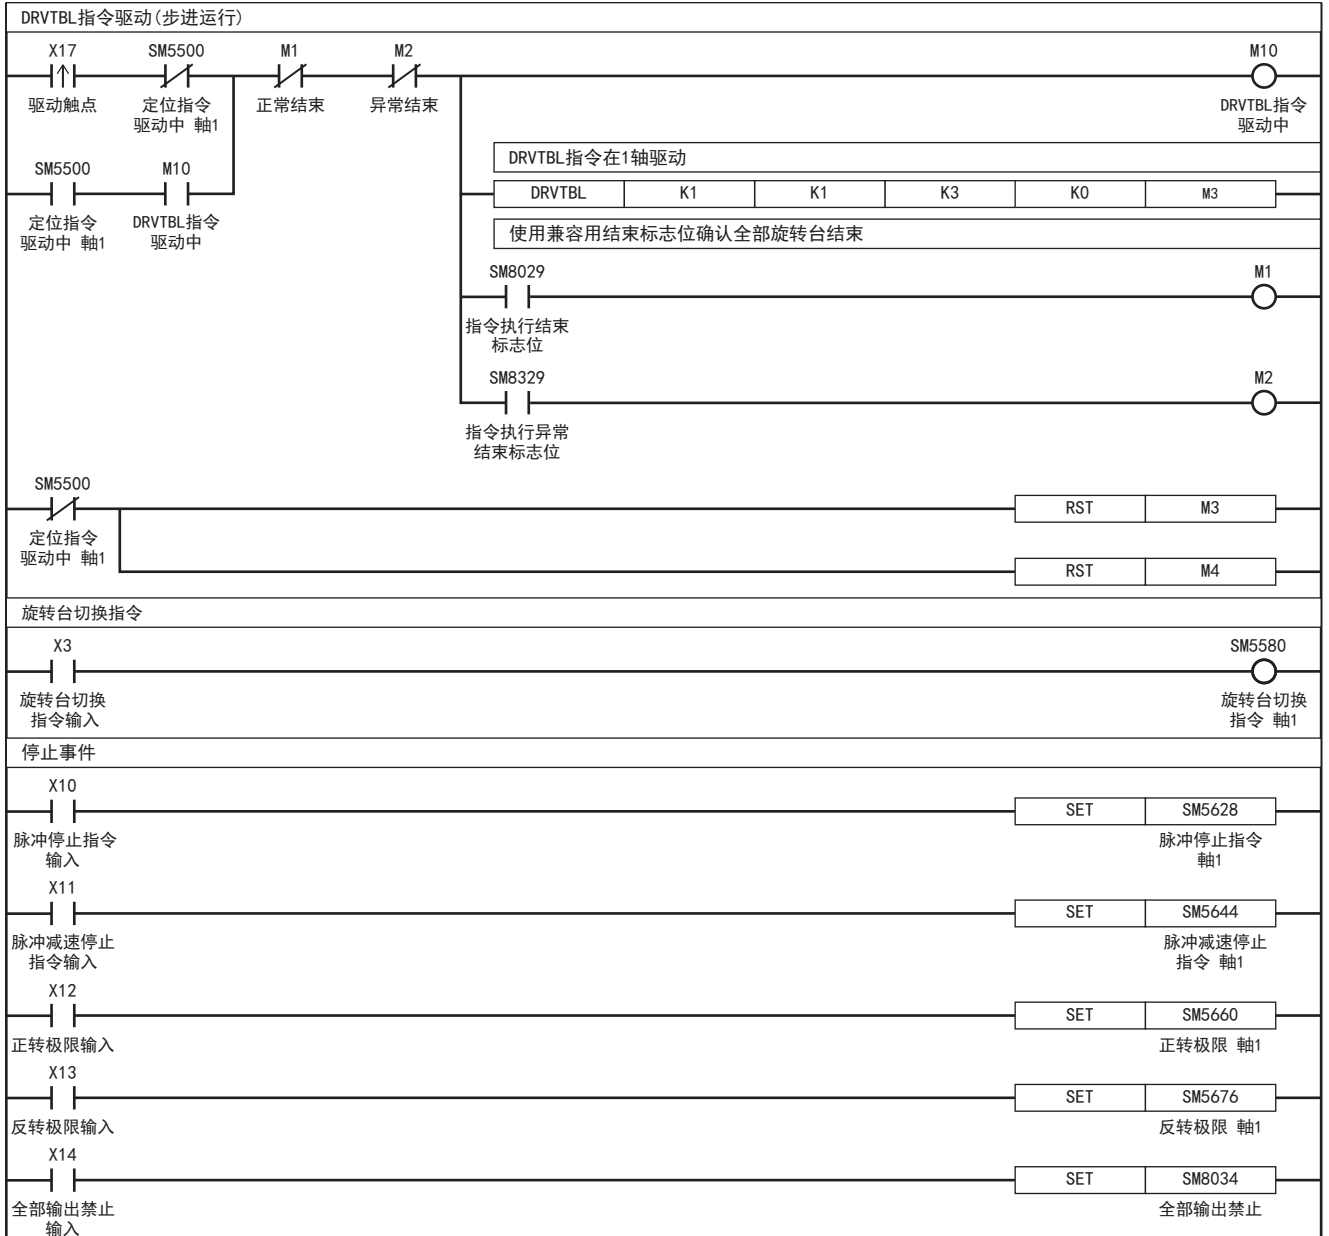 DRVTBL指令驱动(步进运行)
X17 SM5500 M1 M2 M10
驱动触点 定位指令 正常结束 异常结束 DRVTBL指令
驱动中 軸1 驱动中
DRVTBL指令在1轴驱动
SM5500 M10
DRVTBL K1 K1 K3 K0 M3
定位指令 DRVTBL指令
驱动中 軸1 驱动中
使用兼容用结束标志位确认全部旋转台结束
SM8029 M1
指令执行结束
标志位
SM8329 M2
指令执行异常
结束标志位
SM5500
RST M3
定位指令
驱动中 軸1
RST M4
旋转台切换指令
X3 SM5580
旋转台切换 旋转台切换
指令输入 指令 軸1
停止事件
X10
SET SM5628
脉冲停止指令 脉冲停止指令
输入 軸1
X11
SET SM5644
脉冲减速停止 脉冲减速停止
指令输入 指令 軸1
X12
SET SM5660
正转极限输入 正转极限 軸1
X13
SET SM5676
反转极限输入 反转极限 軸1
X14
SET SM8034
全部输出禁止 全部输出禁止
输入